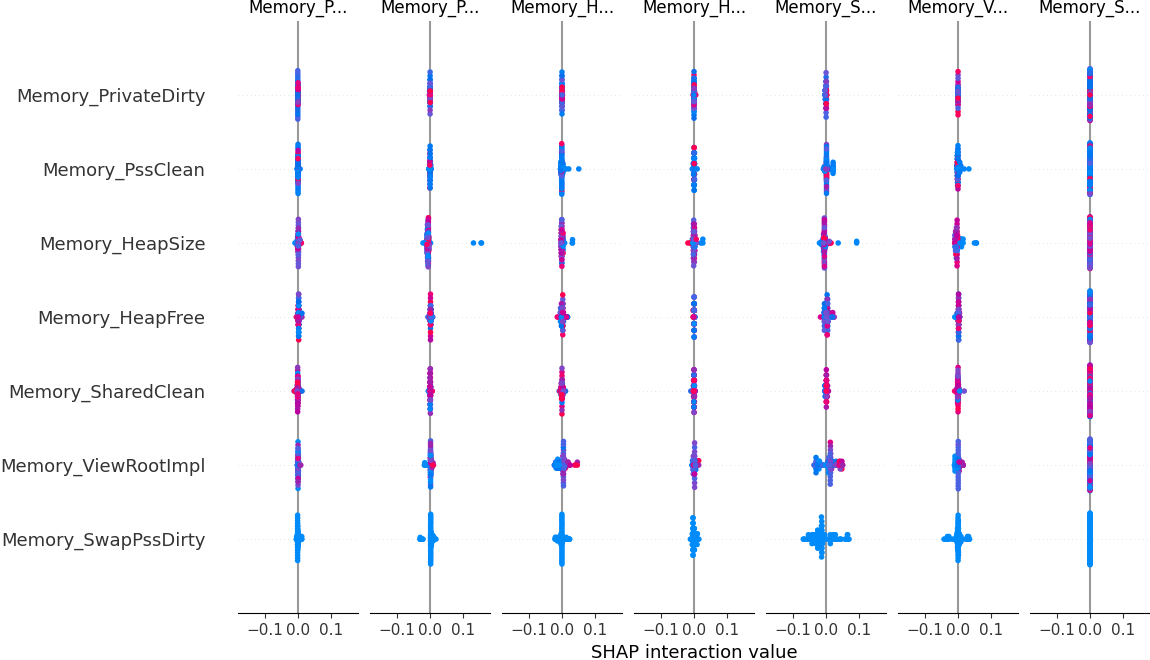 Memory_P... Memory_P... Memory_H... Memory_H... Memory_S... Memory_V... Memory_S...
Memory_PrivateDirty
Memory_PssClean
Memory_HeapSize
Memory_HeapFree
Memory_SharedClean
Memory_ViewRootImpl
Memory_SwapPssDirty
−0.1 0.0 0.1 −0.1 0.0 0.1 −0.1 0.0 0.1 −0.1 0.0 0.1 −0.1 0.0 0.1 −0.1 0.0 0.1 −0.1 0.0 0.1
SHAP interaction value